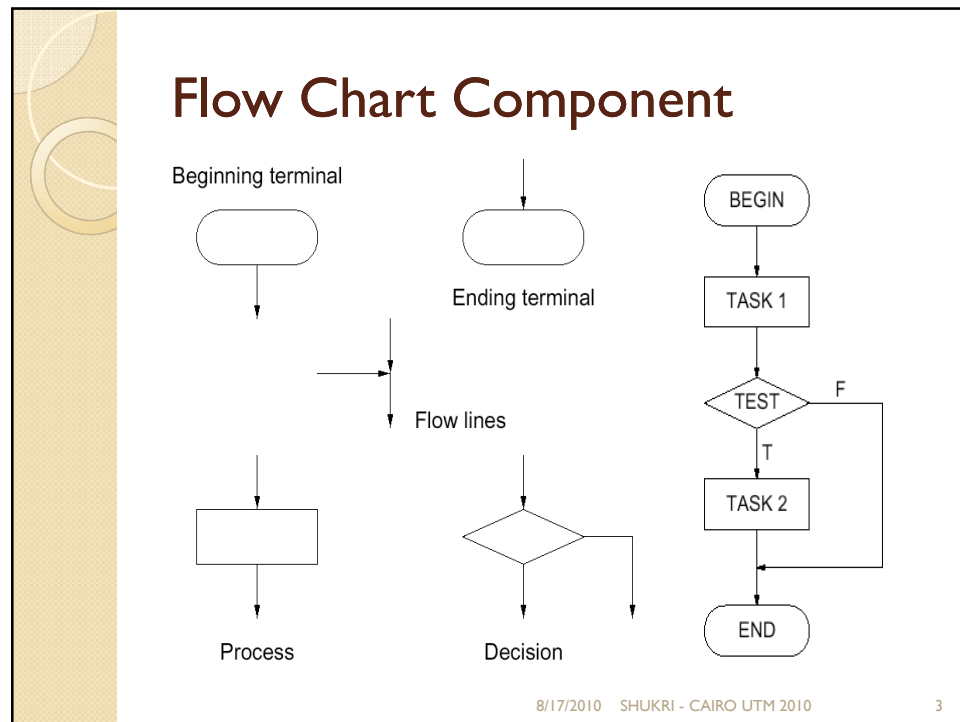 Flow Chart Component
Beginning terminal
Ending terminal
Flow lines
Process
Decision
BEGIN
TASK 1
TEST
F
T
TASK 2
END
8/17/2010 SHUKRI - CAIRO UTM 2010 3